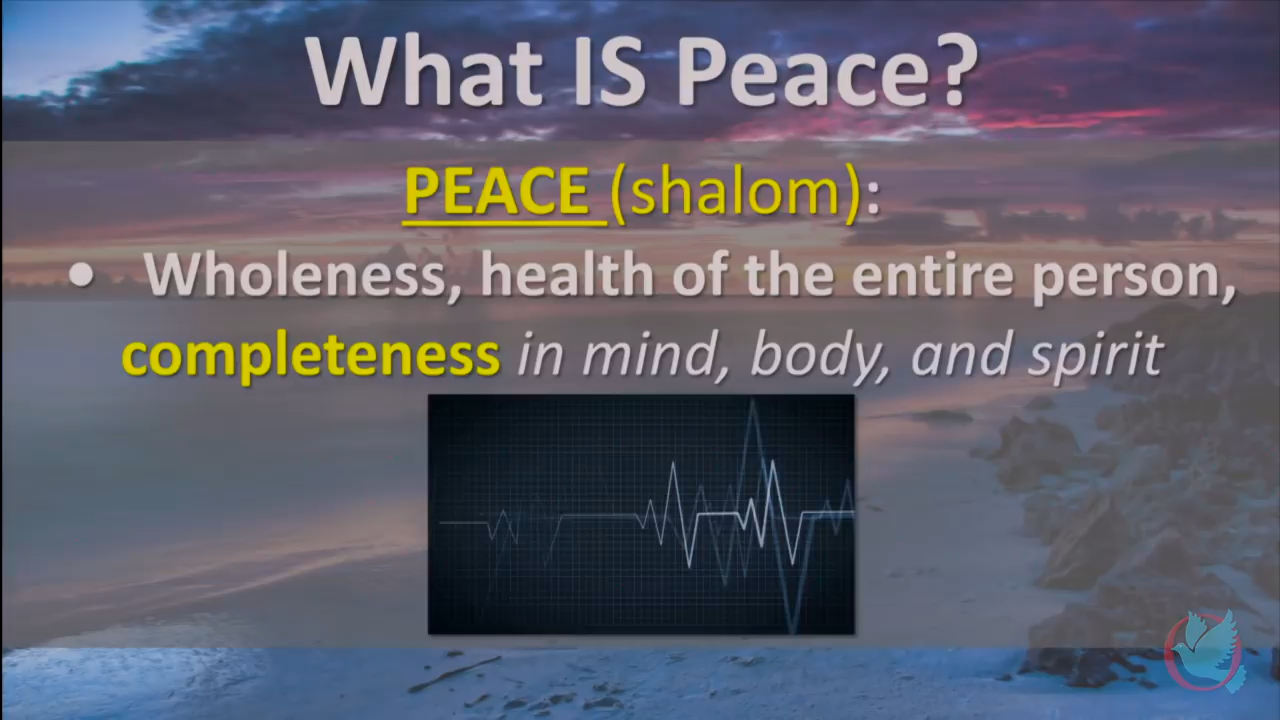 What IS Peace?
PEACE (shalom):
• Wholeness, health of the entire person,
completeness in mind, body, and spirit